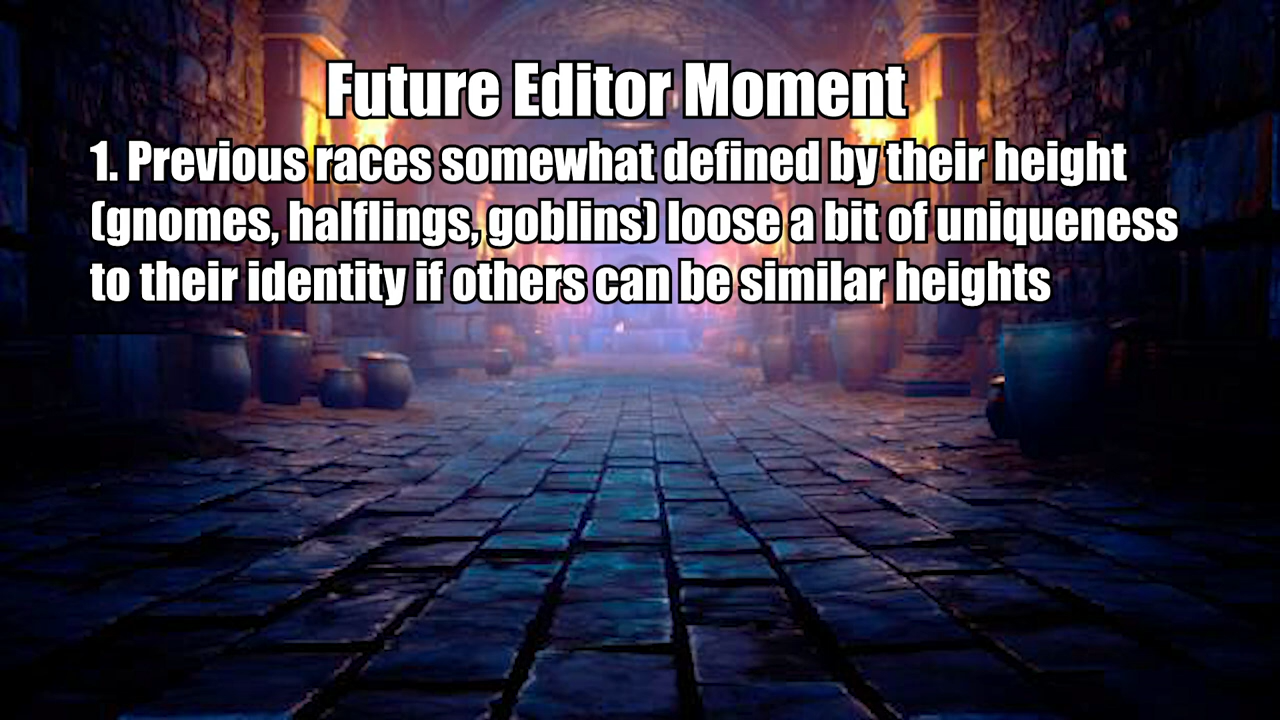 Future Editor Moment
1. Previous races somewhat defined by their height
(gnomes, halflings, goblins) loose a bit of uniqueness
to their identity if others can be similar heights